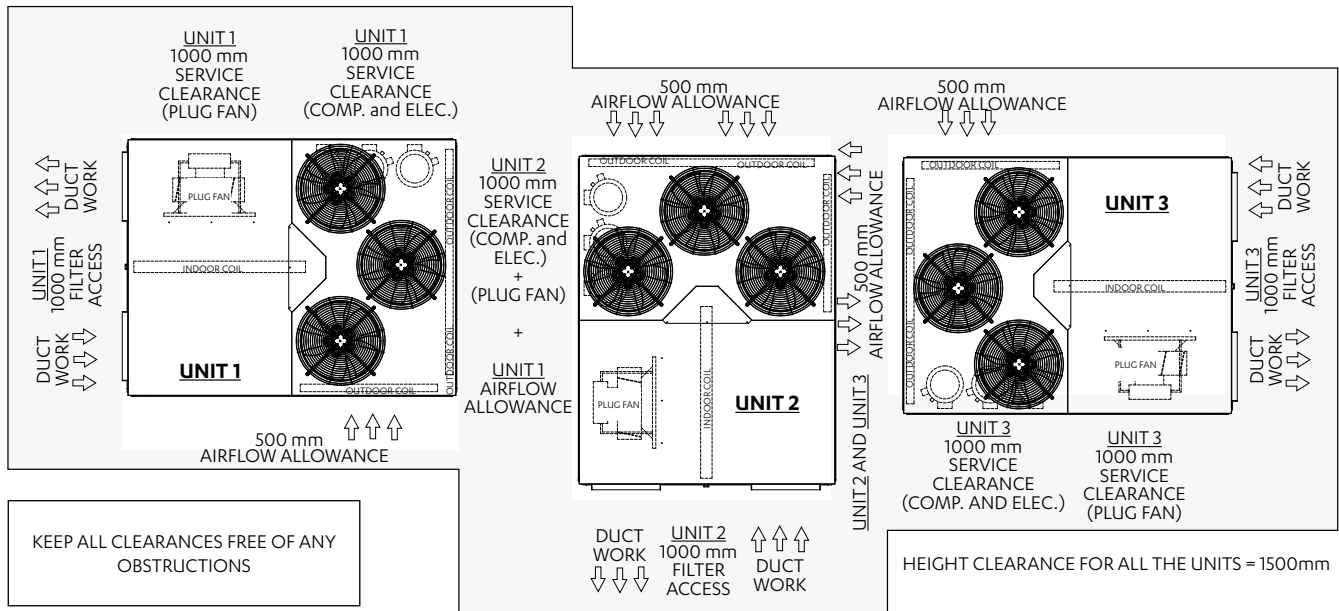 UNIT 1
1000 mm
SERVICE
CLEARANCE
(PLUG FAN)
UNIT 1
1000 mm
SERVICE
CLEARANCE
(COMP. and ELEC.)
DUCT
WORK
UNIT 1
1000 mm
FILTER
ACCESS
DUCT
WORK
PLUG FAN
INDOOR COIL
UNIT 1
OUTDOOR COIL
OUTDOOR COIL
OUTDOOR COIL
500 mm
AIRFLOW ALLOWANCE
UNIT 2
1000 mm
SERVICE
CLEARANCE
(COMP. and
ELEC.)
+
(PLUG FAN)
+
UNIT 1
AIRFLOW
ALLOWANCE
500 mm
AIRFLOW ALLOWANCE
OUTDOOR COIL
OUTDOOR COIL
OUTDOOR COIL
PLUG FAN
INDOOR COIL
UNIT 2
DUCT
WORK
UNIT 2
1000 mm
FILTER
ACCESS
DUCT
WORK
500 mm
AIRFLOW ALLOWANCE
UNIT 2 AND UNIT 3
500 mm
AIRFLOW ALLOWANCE
OUTDOOR COIL
OUTDOOR COIL
OUTDOOR COIL
UNIT 3
INDOOR COIL
PLUG FAN
DUCT
WORK
UNIT 3
1000 mm
FILTER
ACCESS
DUCT
WORK
UNIT 3
1000 mm
SERVICE
CLEARANCE
(COMP. AND ELEC.)
UNIT 3
1000 mm
SERVICE
CLEARANCE
(PLUG FAN)
KEEP ALL CLEARANCES FREE OF ANY
OBSTRUCTIONS
HEIGHT CLEARANCE FOR ALL THE UNITS = 1500mm